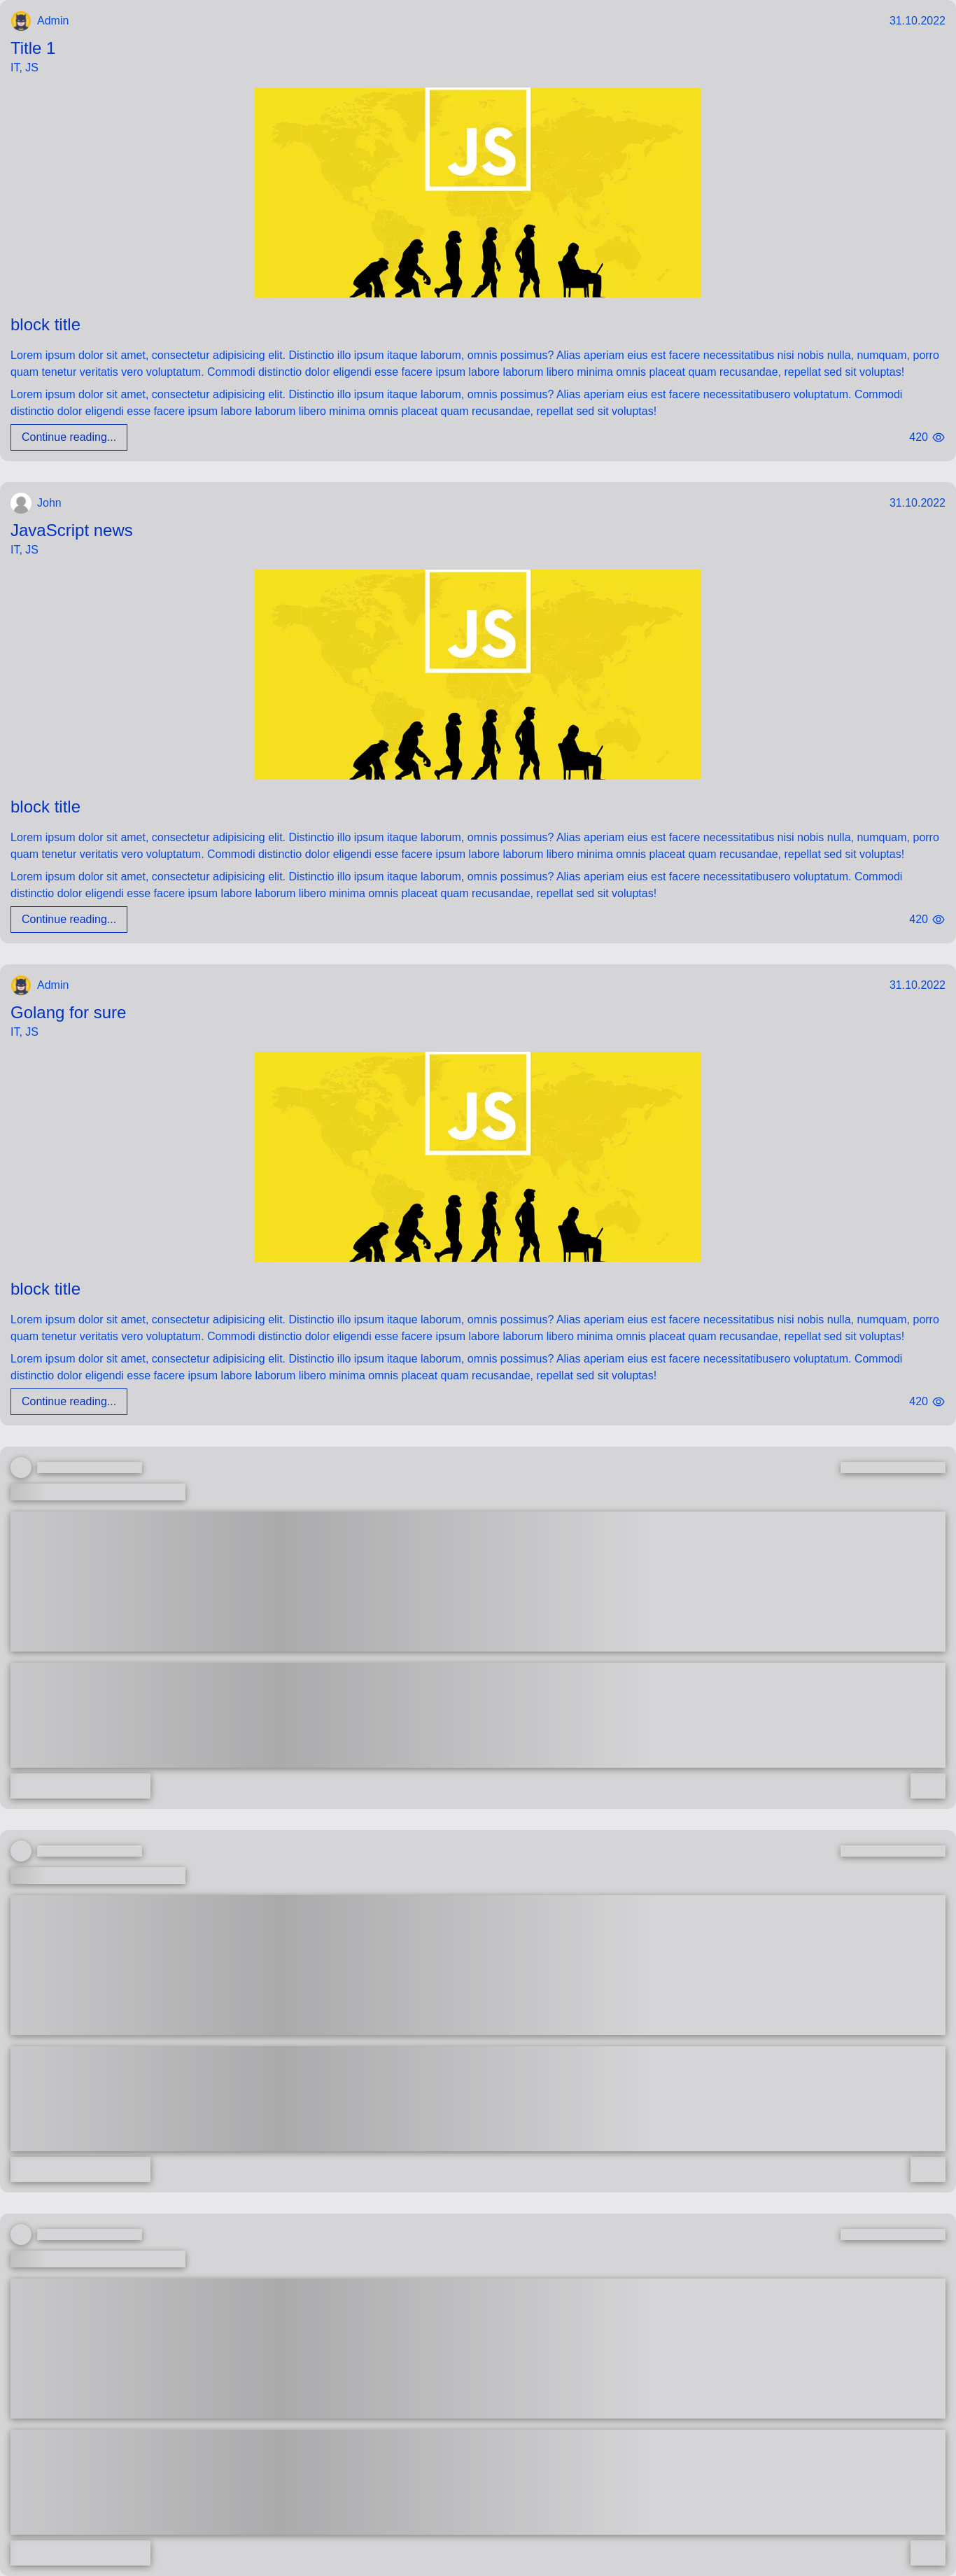 Admin 31.10.2022
Title 1
IT, JS
JS
block title
Lorem ipsum dolor sit amet, consectetur adipisicing elit. Distinctio illo ipsum itaque laborum, omnis possimus? Alias aperiam eius est facere necessitatibus nisi nobis nulla, numquam, porro
quam tenetur veritatis vero voluptatum. Commodi distinctio dolor eligendi esse facere ipsum labore laborum libero minima omnis placeat quam recusandae, repellat sed sit voluptas!
Lorem ipsum dolor sit amet, consectetur adipisicing elit. Distinctio illo ipsum itaque laborum, omnis possimus? Alias aperiam eius est facere necessitatibusero voluptatum. Commodi
distinctio dolor eligendi esse facere ipsum labore laborum libero minima omnis placeat quam recusandae, repellat sed sit voluptas!
Continue reading... 420
John 31.10.2022
JavaScript news
IT, JS
JS
block title
Lorem ipsum dolor sit amet, consectetur adipisicing elit. Distinctio illo ipsum itaque laborum, omnis possimus? Alias aperiam eius est facere necessitatibus nisi nobis nulla, numquam, porro
quam tenetur veritatis vero voluptatum. Commodi distinctio dolor eligendi esse facere ipsum labore laborum libero minima omnis placeat quam recusandae, repellat sed sit voluptas!
Lorem ipsum dolor sit amet, consectetur adipisicing elit. Distinctio illo ipsum itaque laborum, omnis possimus? Alias aperiam eius est facere necessitatibusero voluptatum. Commodi
distinctio dolor eligendi esse facere ipsum labore laborum libero minima omnis placeat quam recusandae, repellat sed sit voluptas!
Continue reading... 420
Admin 31.10.2022
Golang for sure
IT, JS
JS
block title
Lorem ipsum dolor sit amet, consectetur adipisicing elit. Distinctio illo ipsum itaque laborum, omnis possimus? Alias aperiam eius est facere necessitatibus nisi nobis nulla, numquam, porro
quam tenetur veritatis vero voluptatum. Commodi distinctio dolor eligendi esse facere ipsum labore laborum libero minima omnis placeat quam recusandae, repellat sed sit voluptas!
Lorem ipsum dolor sit amet, consectetur adipisicing elit. Distinctio illo ipsum itaque laborum, omnis possimus? Alias aperiam eius est facere necessitatibusero voluptatum. Commodi
distinctio dolor eligendi esse facere ipsum labore laborum libero minima omnis placeat quam recusandae, repellat sed sit voluptas!
Continue reading... 420